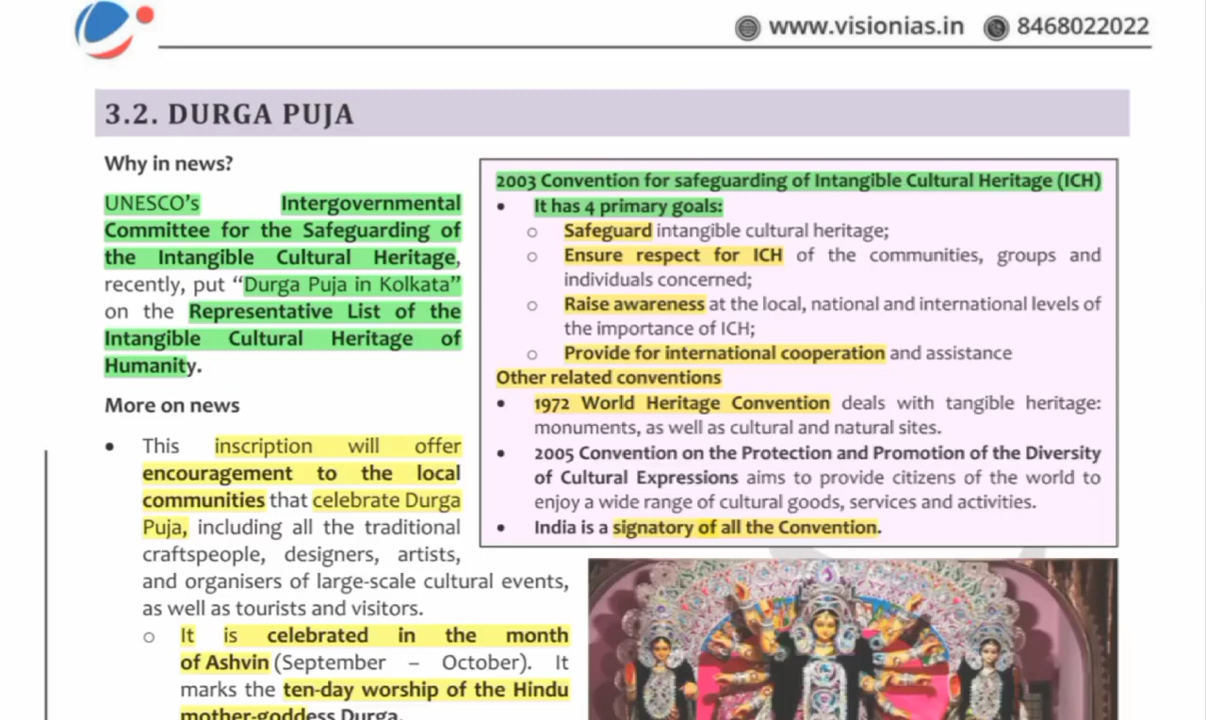 www.visionias.in 8468022022
3.2. DURGA PUJA
Why in news?
UNESCO's Intergovernmental
Committee for the Safeguarding of
the Intangible Cultural Heritage,
recently, put "Durga Puja in Kolkata"
on the Representative List of the
Intangible Cultural Heritage of
Humanity.
More on news
• This inscription will offer
encouragement to the local
communities that celebrate Durga
Puja, including all the traditional
craftspeople, designers, artists,
and organisers of large-scale cultural events,
as well as tourists and visitors.
o It is celebrated in the month
of Ashvin (September – October). It
marks the ten-day worship of the Hindu
mother-goddess Durga.
2003 Convention for safeguarding of Intangible Cultural Heritage (ICH)
• It has 4 primary goals:
o Safeguard intangible cultural heritage;
o Ensure respect for ICH of the communities, groups and
individuals concerned;
o Raise awareness at the local, national and international levels of
the importance of ICH;
o Provide for international cooperation and assistance
Other related conventions
• 1972 World Heritage Convention deals with tangible heritage:
monuments, as well as cultural and natural sites.
• 2005 Convention on the Protection and Promotion of the Diversity
of Cultural Expressions aims to provide citizens of the world to
enjoy a wide range of cultural goods, services and activities.
• India is a signatory of all the Convention.